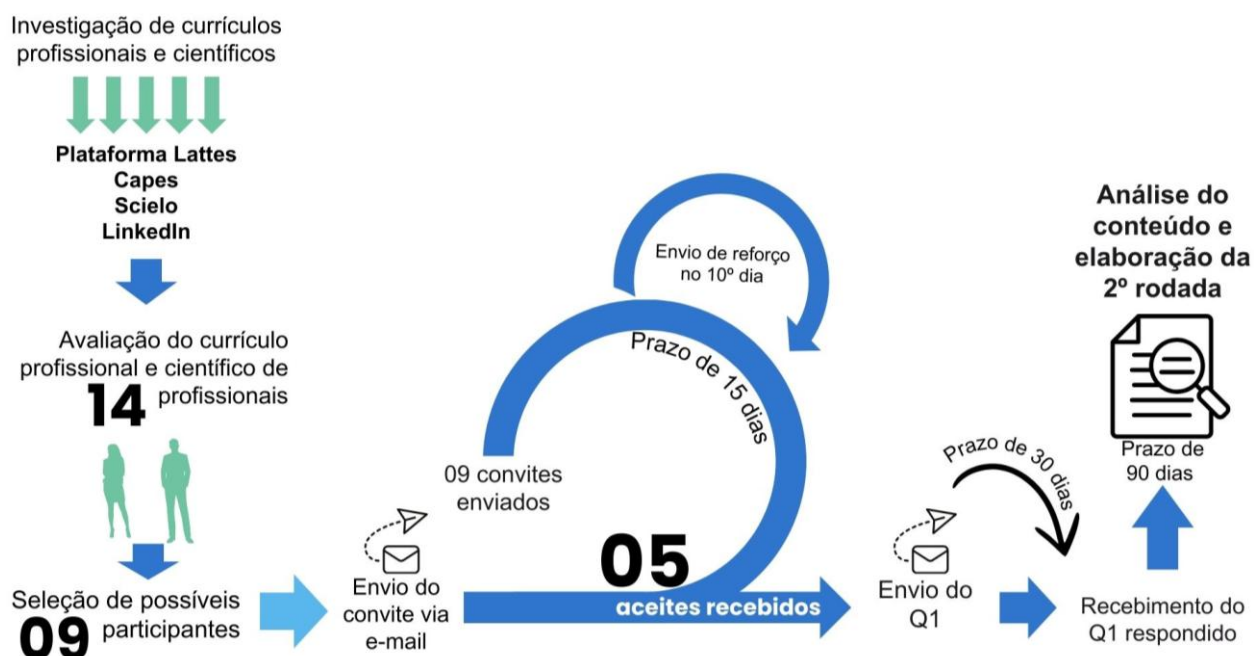 Investigação de currículos
profissionais e científicos
Plataforma Lattes
Capes
Scielo
LinkedIn
Avaliação do currículo
profissional e científico de
14 profissionais
Seleção de possíveis
09 participantes
Envio do
convite via
e-mail
09 convites
enviados
Prazo de 15 dias
Envio de reforço
no 10º dia
05
aceites recebidos
Envio do
Q1
Prazo de 30 dias
Recebimento do
Q1 respondido
Prazo de
90 dias
Análise do
conteúdo e
elaboração da
2º rodada